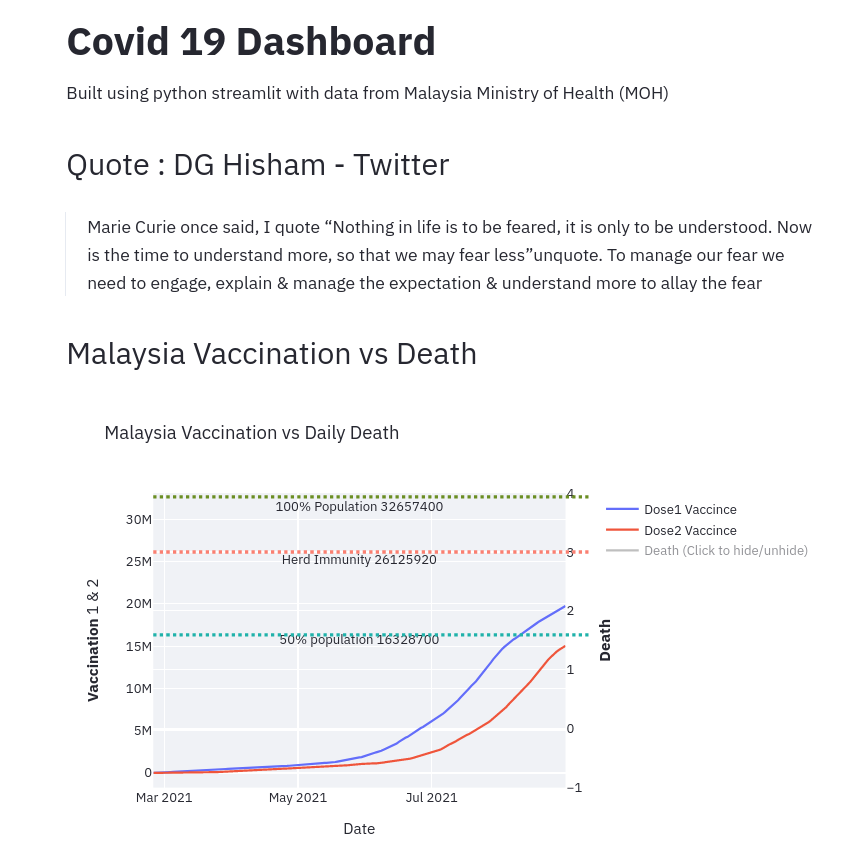 Covid 19 Dashboard
Built using python streamlit with data from Malaysia Ministry of Health (MOH)
Quote : DG Hisham - Twitter
Marie Curie once said, I quote “Nothing in life is to be feared, it is only to be understood. Now
is the time to understand more, so that we may fear less”unquote. To manage our fear we
need to engage, explain & manage the expectation & understand more to allay the fear
Malaysia Vaccination vs Death
Malaysia Vaccination vs Daily Death
100% Population 32657400
Herd Immunity 26125920
50% population 16328700
30M
25M
20M
15M
10M
5M
0
Vaccination 1 & 2
4
3
2
1
0
−1
Death
Dose1 Vaccince
Dose2 Vaccince
Death (Click to hide/unhide)
Mar 2021
May 2021
Jul 2021
Date